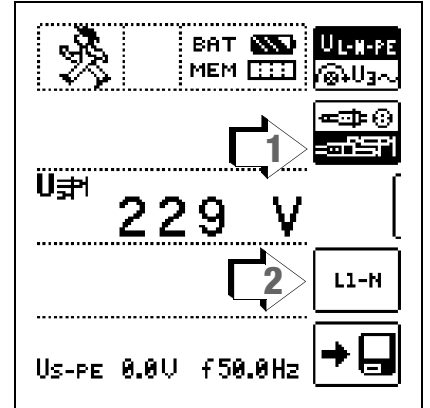 BAT
UL-N-PE
MEM
U3~
1
U
229 V
2
L1-N
US-PE 0.0V f50.0Hz